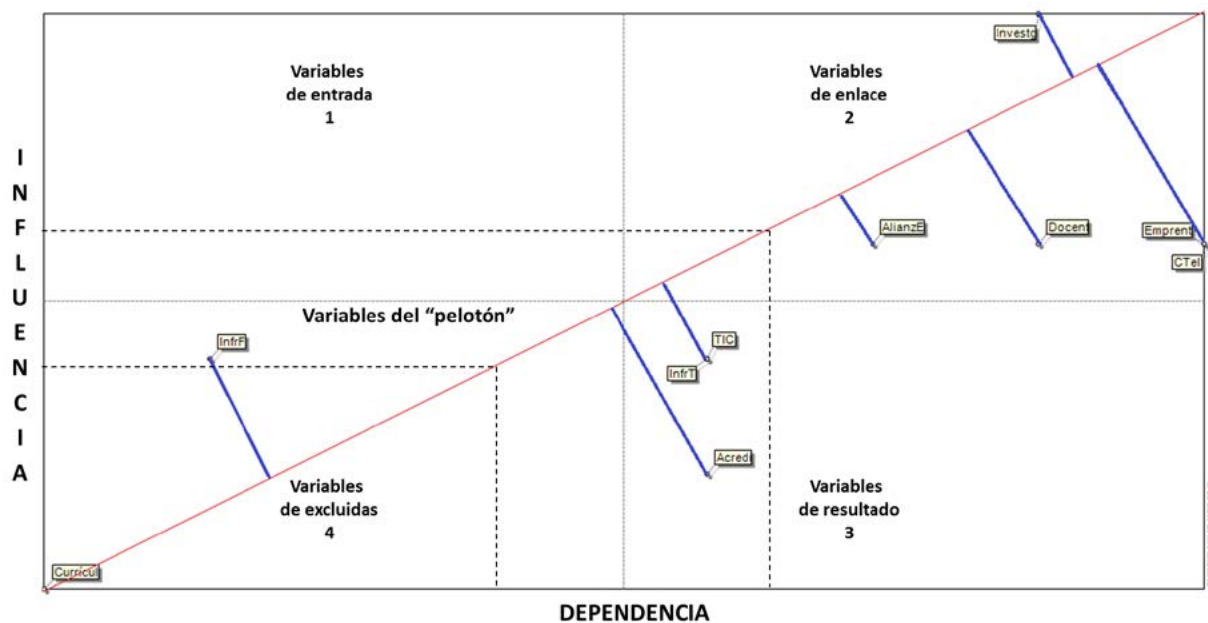 Investg
Variables
de entrada
1
Variables
de enlace
2
INFLUENCIA
AlianzE
Docent
Emprent
CTeI
Variables del “pelotón”
InfrF
TIC
InfrT
Acredi
Variables
de excluidas
4
Variables
de resultado
3
Curricul
DEPENDENCIA